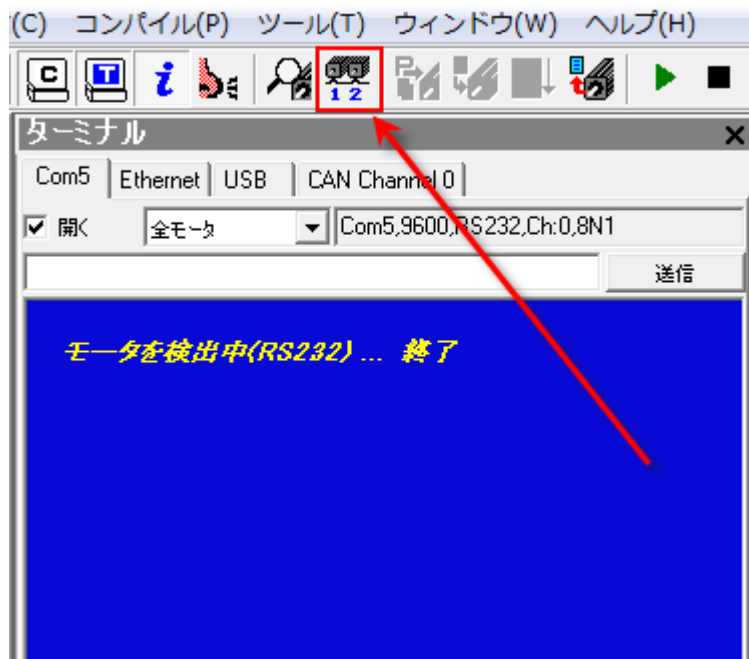 (C) コンパイル(P) ツール(T) ウィンドウ(W) ヘルプ(H)
C T i 1 2
ターミナル
Com5 Ethernet USB CAN Channel 0
開く 全モータ Com5,9600,RS232,Ch:0,8N1
送信
モータを検出中(RS232) ... 終了